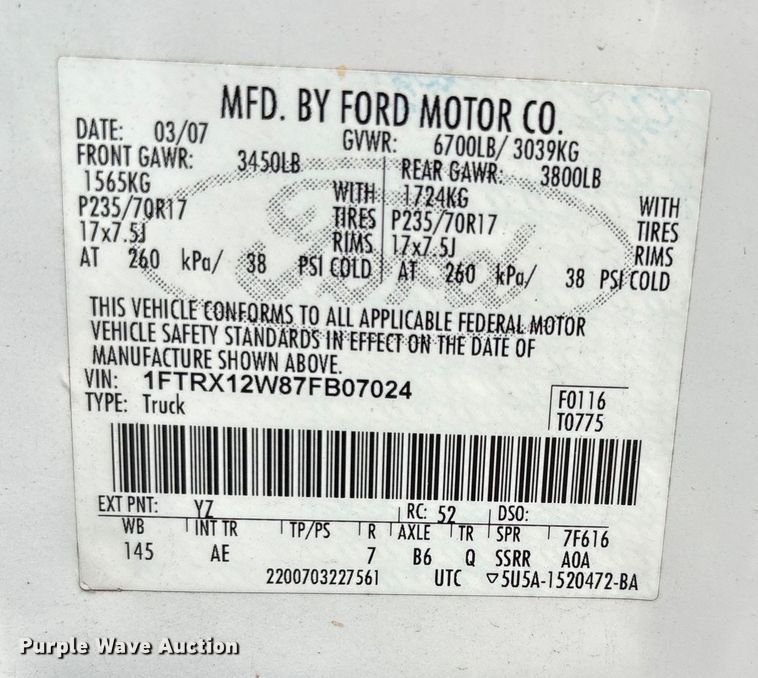 MFD. BY FORD MOTOR CO.
DATE: 03/07 GVWR: 6700LB/ 3039KG
FRONT GAWR: 3450LB REAR GAWR: 3800LB
1565KG WITH 1724KG WITH
P235/70R17 TIRES P235/70R17 TIRES
17x7.5J RIMS 17x7.5J RIMS
AT 260 kPa/ 38 PSI COLD AT 260 kPa/ 38 PSI COLD
Ford
THIS VEHICLE CONFORMS TO ALL APPLICABLE FEDERAL MOTOR
VEHICLE SAFETY STANDARDS IN EFFECT ON THE DATE OF
MANUFACTURE SHOWN ABOVE.
VIN: 1FTRX12W87FB07024
TYPE: Truck
F0116
T0775
EXT PNT: YZ RC: 52 DSO:
WB INT TR TP/PS R AXLE TR SPR 7F616
145 AE 7 B6 Q SSRR A0A
2200703227561 UTC ▽5U5A-1520472-BA
Purple Wave Auction